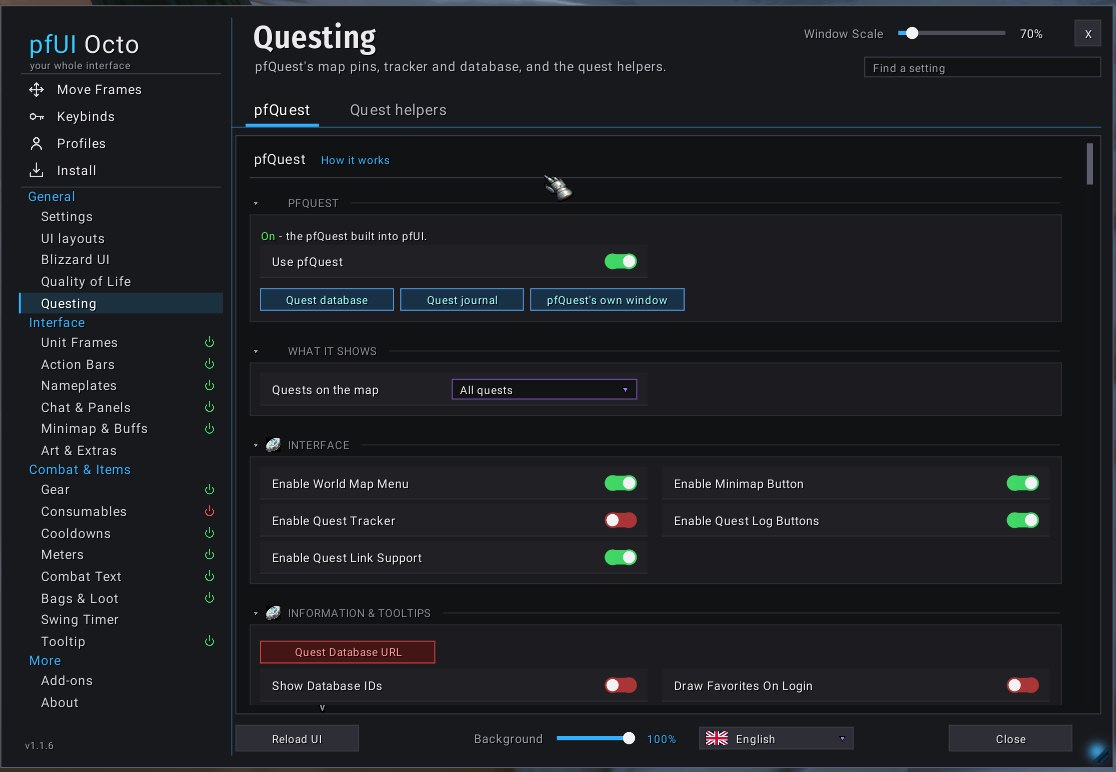 pfUI Octo
your whole interface
Move Frames
Keybinds
Profiles
Install
General
Settings
UI layouts
Blizzard UI
Quality of Life
Questing
Interface
Unit Frames
Action Bars
Nameplates
Chat & Panels
Minimap & Buffs
Art & Extras
Combat & Items
Gear
Consumables
Cooldowns
Meters
Combat Text
Bags & Loot
Swing Timer
Tooltip
More
Add-ons
About
v1.1.6
Questing
pfQuest's map pins, tracker and database, and the quest helpers.
Window Scale 70% X
Find a setting
pfQuest Quest helpers
pfQuest How it works
PFQUEST
On - the pfQuest built into pfUI.
Use pfQuest
Quest database Quest journal pfQuest's own window
WHAT IT SHOWS
Quests on the map All quests
INTERFACE
Enable World Map Menu Enable Minimap Button
Enable Quest Tracker Enable Quest Log Buttons
Enable Quest Link Support
INFORMATION & TOOLTIPS
Quest Database URL
Show Database IDs Draw Favorites On Login
v
Reload UI Background 100% English Close